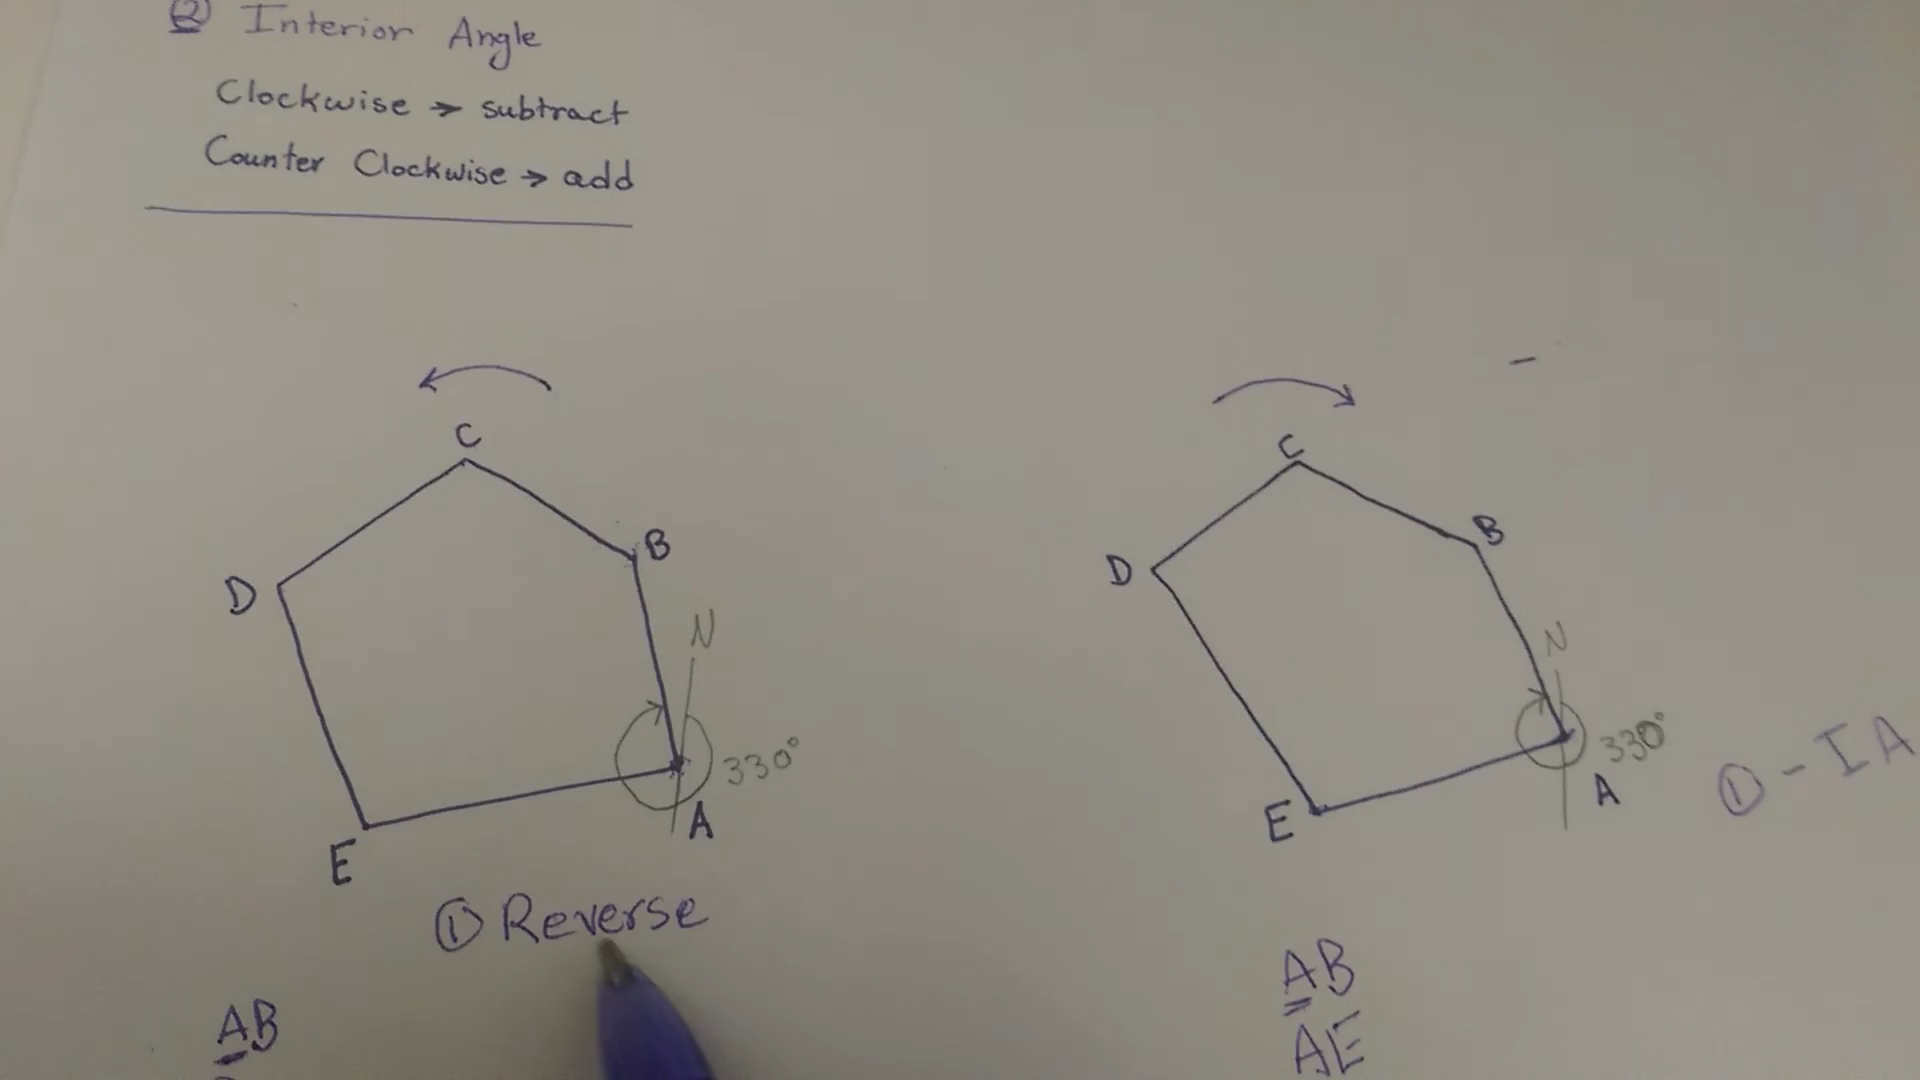 ② Interior Angle
Clockwise → subtract
Counter Clockwise → add
C
B
D
N
330°
A
E
① Reverse
AB
C
B
D
N
330°
A
E
① - IA
AB
AE